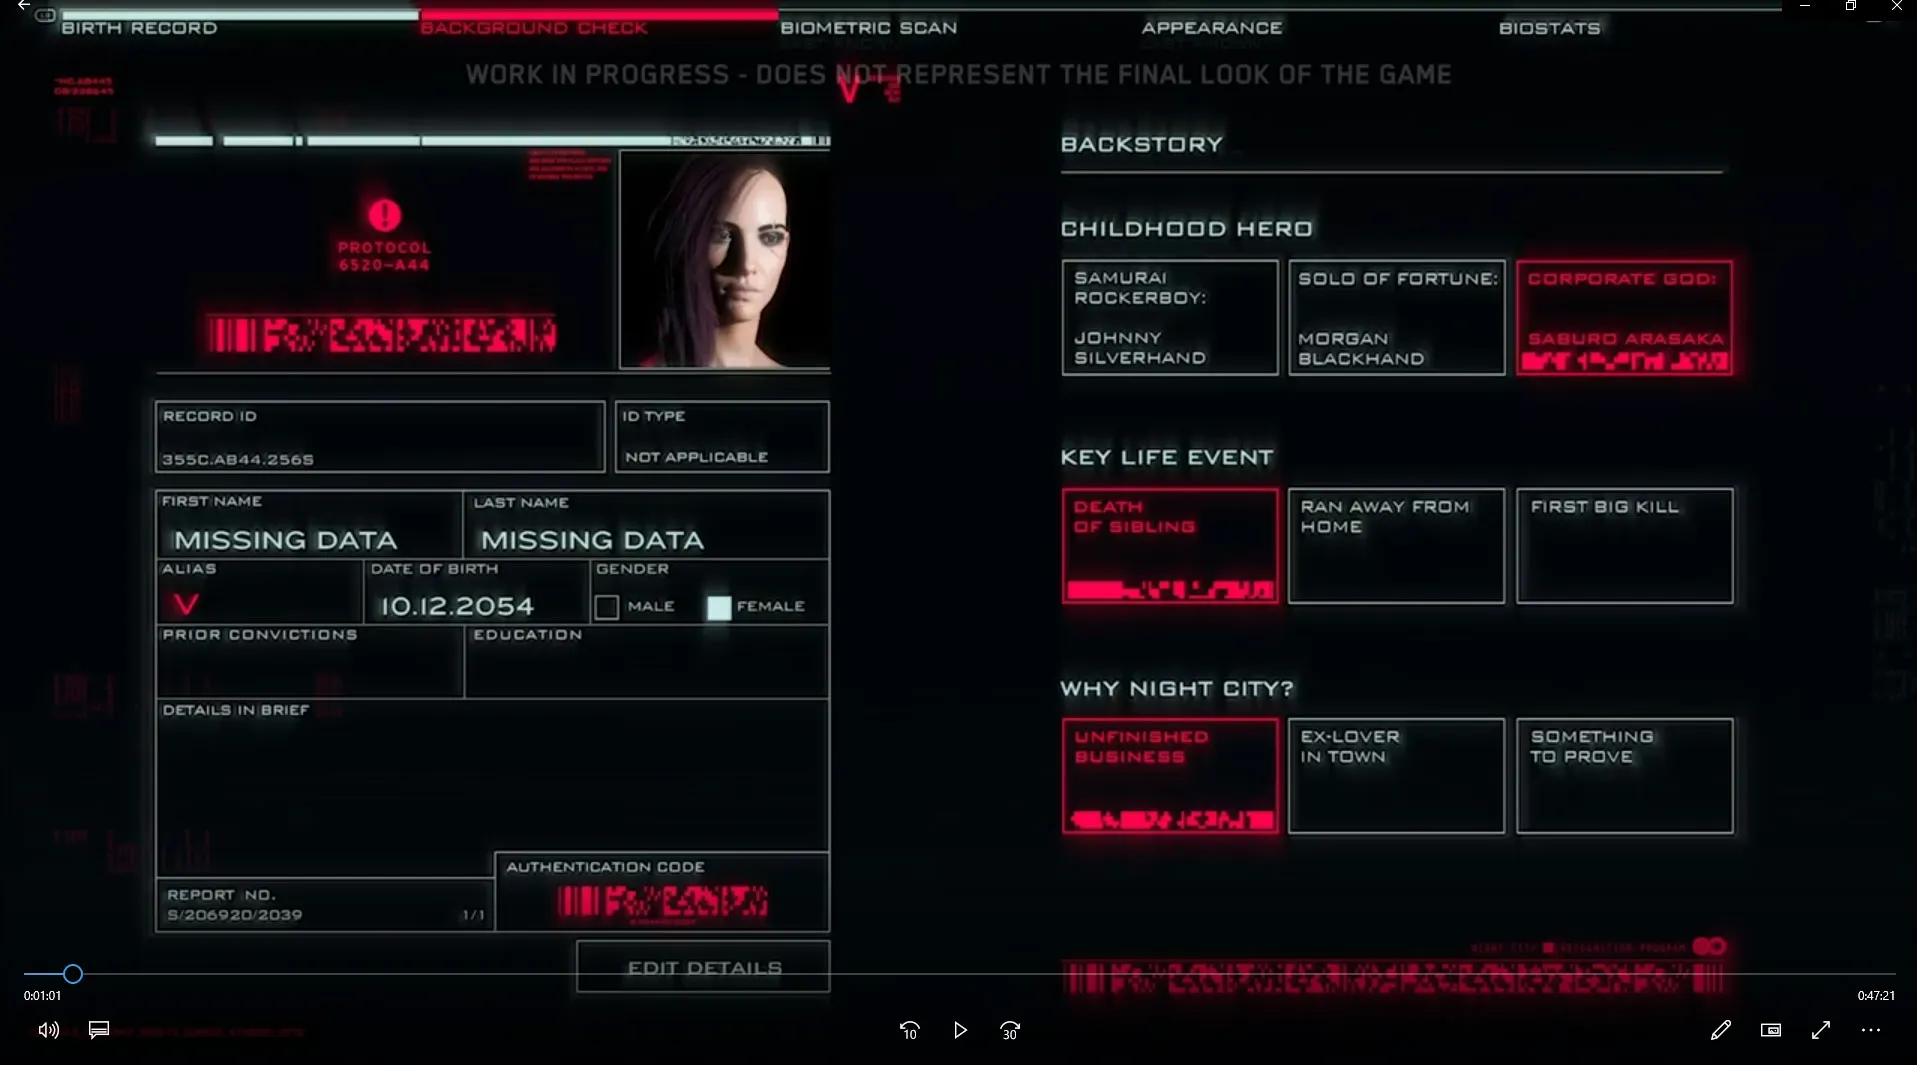 BIRTH RECORD
BACKGROUND CHECK
BIOMETRIC SCAN
APPEARANCE
BIOSTATS
WORK IN PROGRESS - DOES NOT REPRESENT THE FINAL LOOK OF THE GAME
V
PROTOCOL
6520-A44
RECORD ID
355C.AB44.256S
ID TYPE
NOT APPLICABLE
FIRST NAME
MISSING DATA
LAST NAME
MISSING DATA
ALIAS
V
DATE OF BIRTH
10.12.2054
GENDER
MALE
FEMALE
PRIOR CONVICTIONS
EDUCATION
DETAILS IN BRIEF
AUTHENTICATION CODE
REPORT NO.
S/206920/2039
1/1
EDIT DETAILS
BACKSTORY
CHILDHOOD HERO
SAMURAI
ROCKERBOY:
JOHNNY
SILVERHAND
SOLO OF FORTUNE:
MORGAN
BLACKHAND
CORPORATE GOD:
SABURO ARASAKA
KEY LIFE EVENT
DEATH
OF SIBLING
RAN AWAY FROM
HOME
FIRST BIG KILL
WHY NIGHT CITY?
UNFINISHED
BUSINESS
EX-LOVER
IN TOWN
SOMETHING
TO PROVE
0:01:01
0:47:21
10
30